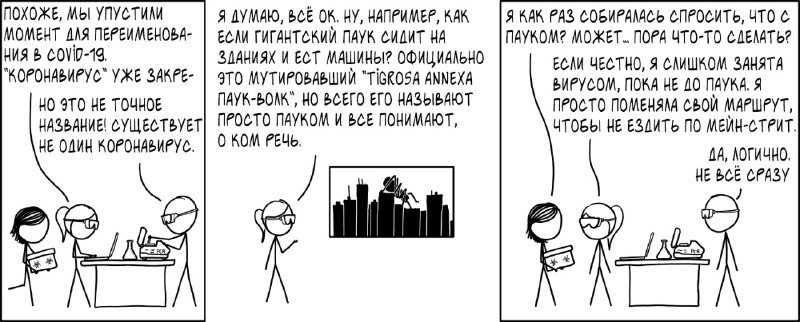 ПОХОЖЕ, МЫ УПУСТИЛИ
МОМЕНТ ДЛЯ ПЕРЕИМЕНОВА-
НИЯ В COVID-19.
"КОРОНАВИРУС" УЖЕ ЗАКРЕ-
НО ЭТО НЕ ТОЧНОЕ
НАЗВАНИЕ! СУЩЕСТВУЕТ
НЕ ОДИН КОРОНАВИРУС.
Я ДУМАЮ, ВСЁ ОК. НУ, НАПРИМЕР, КАК
ЕСЛИ ГИГАНТСКИЙ ПАУК СИДИТ НА
ЗДАНИЯХ И ЕСТ МАШИНЫ? ОФИЦИАЛЬНО
ЭТО МУТИРОВАВШИЙ "TIGROSA ANNEXA
ПАУК-ВОЛК", НО ВСЕГО ЕГО НАЗЫВАЮТ
ПРОСТО ПАУКОМ И ВСЕ ПОНИМАЮТ,
О КОМ РЕЧЬ.
Я КАК РАЗ СОБИРАЛАСЬ СПРОСИТЬ, ЧТО С
ПАУКОМ? МОЖЕТ... ПОРА ЧТО-ТО СДЕЛАТЬ?
ЕСЛИ ЧЕСТНО, Я СЛИШКОМ ЗАНЯТА
ВИРУСОМ, ПОКА НЕ ДО ПАУКА. Я
ПРОСТО ПОМЕНЯЛА СВОЙ МАРШРУТ,
ЧТОБЫ НЕ ЕЗДИТЬ ПО МЕЙН-СТРИТ.
ДА, ЛОГИЧНО.
НЕ ВСЁ СРАЗУ